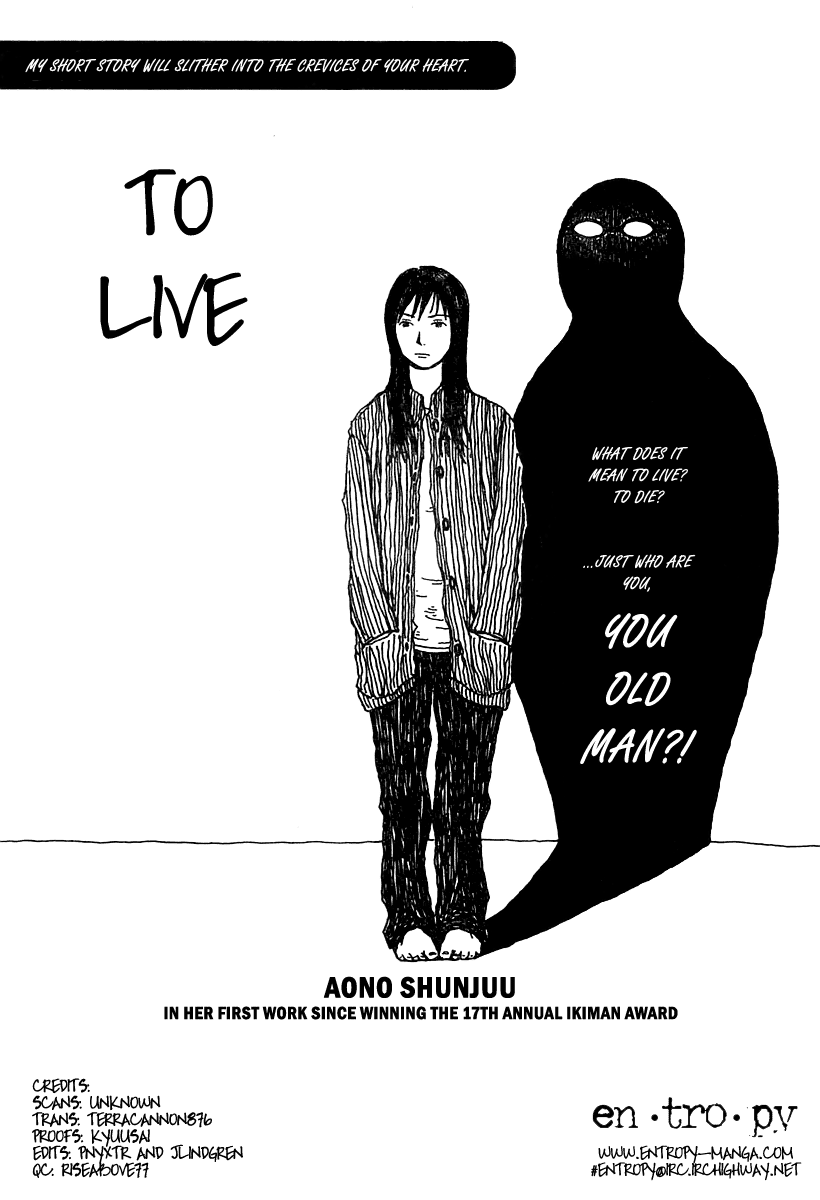 MY SHORT STORY WILL SLITHER INTO THE CREVICES OF YOUR HEART.
TO
LIVE
WHAT DOES IT
MEAN TO LIVE?
TO DIE?
...JUST WHO ARE
YOU,
YOU
OLD
MAN?!
AONO SHUNJUU
IN HER FIRST WORK SINCE WINNING THE 17TH ANNUAL IKIMAN AWARD
CREDITS:
SCANS: UNKNOWN
TRANS: TERRACANNON876
PROOFS: KYUUSAI
EDITS: PNYXTR AND JLINDGREN
QC: RISEABOVE77
en·tro·py
WWW.ENTROPY-MANGA.COM
#ENTROPY@IRC.IRCHIGHWAY.NET